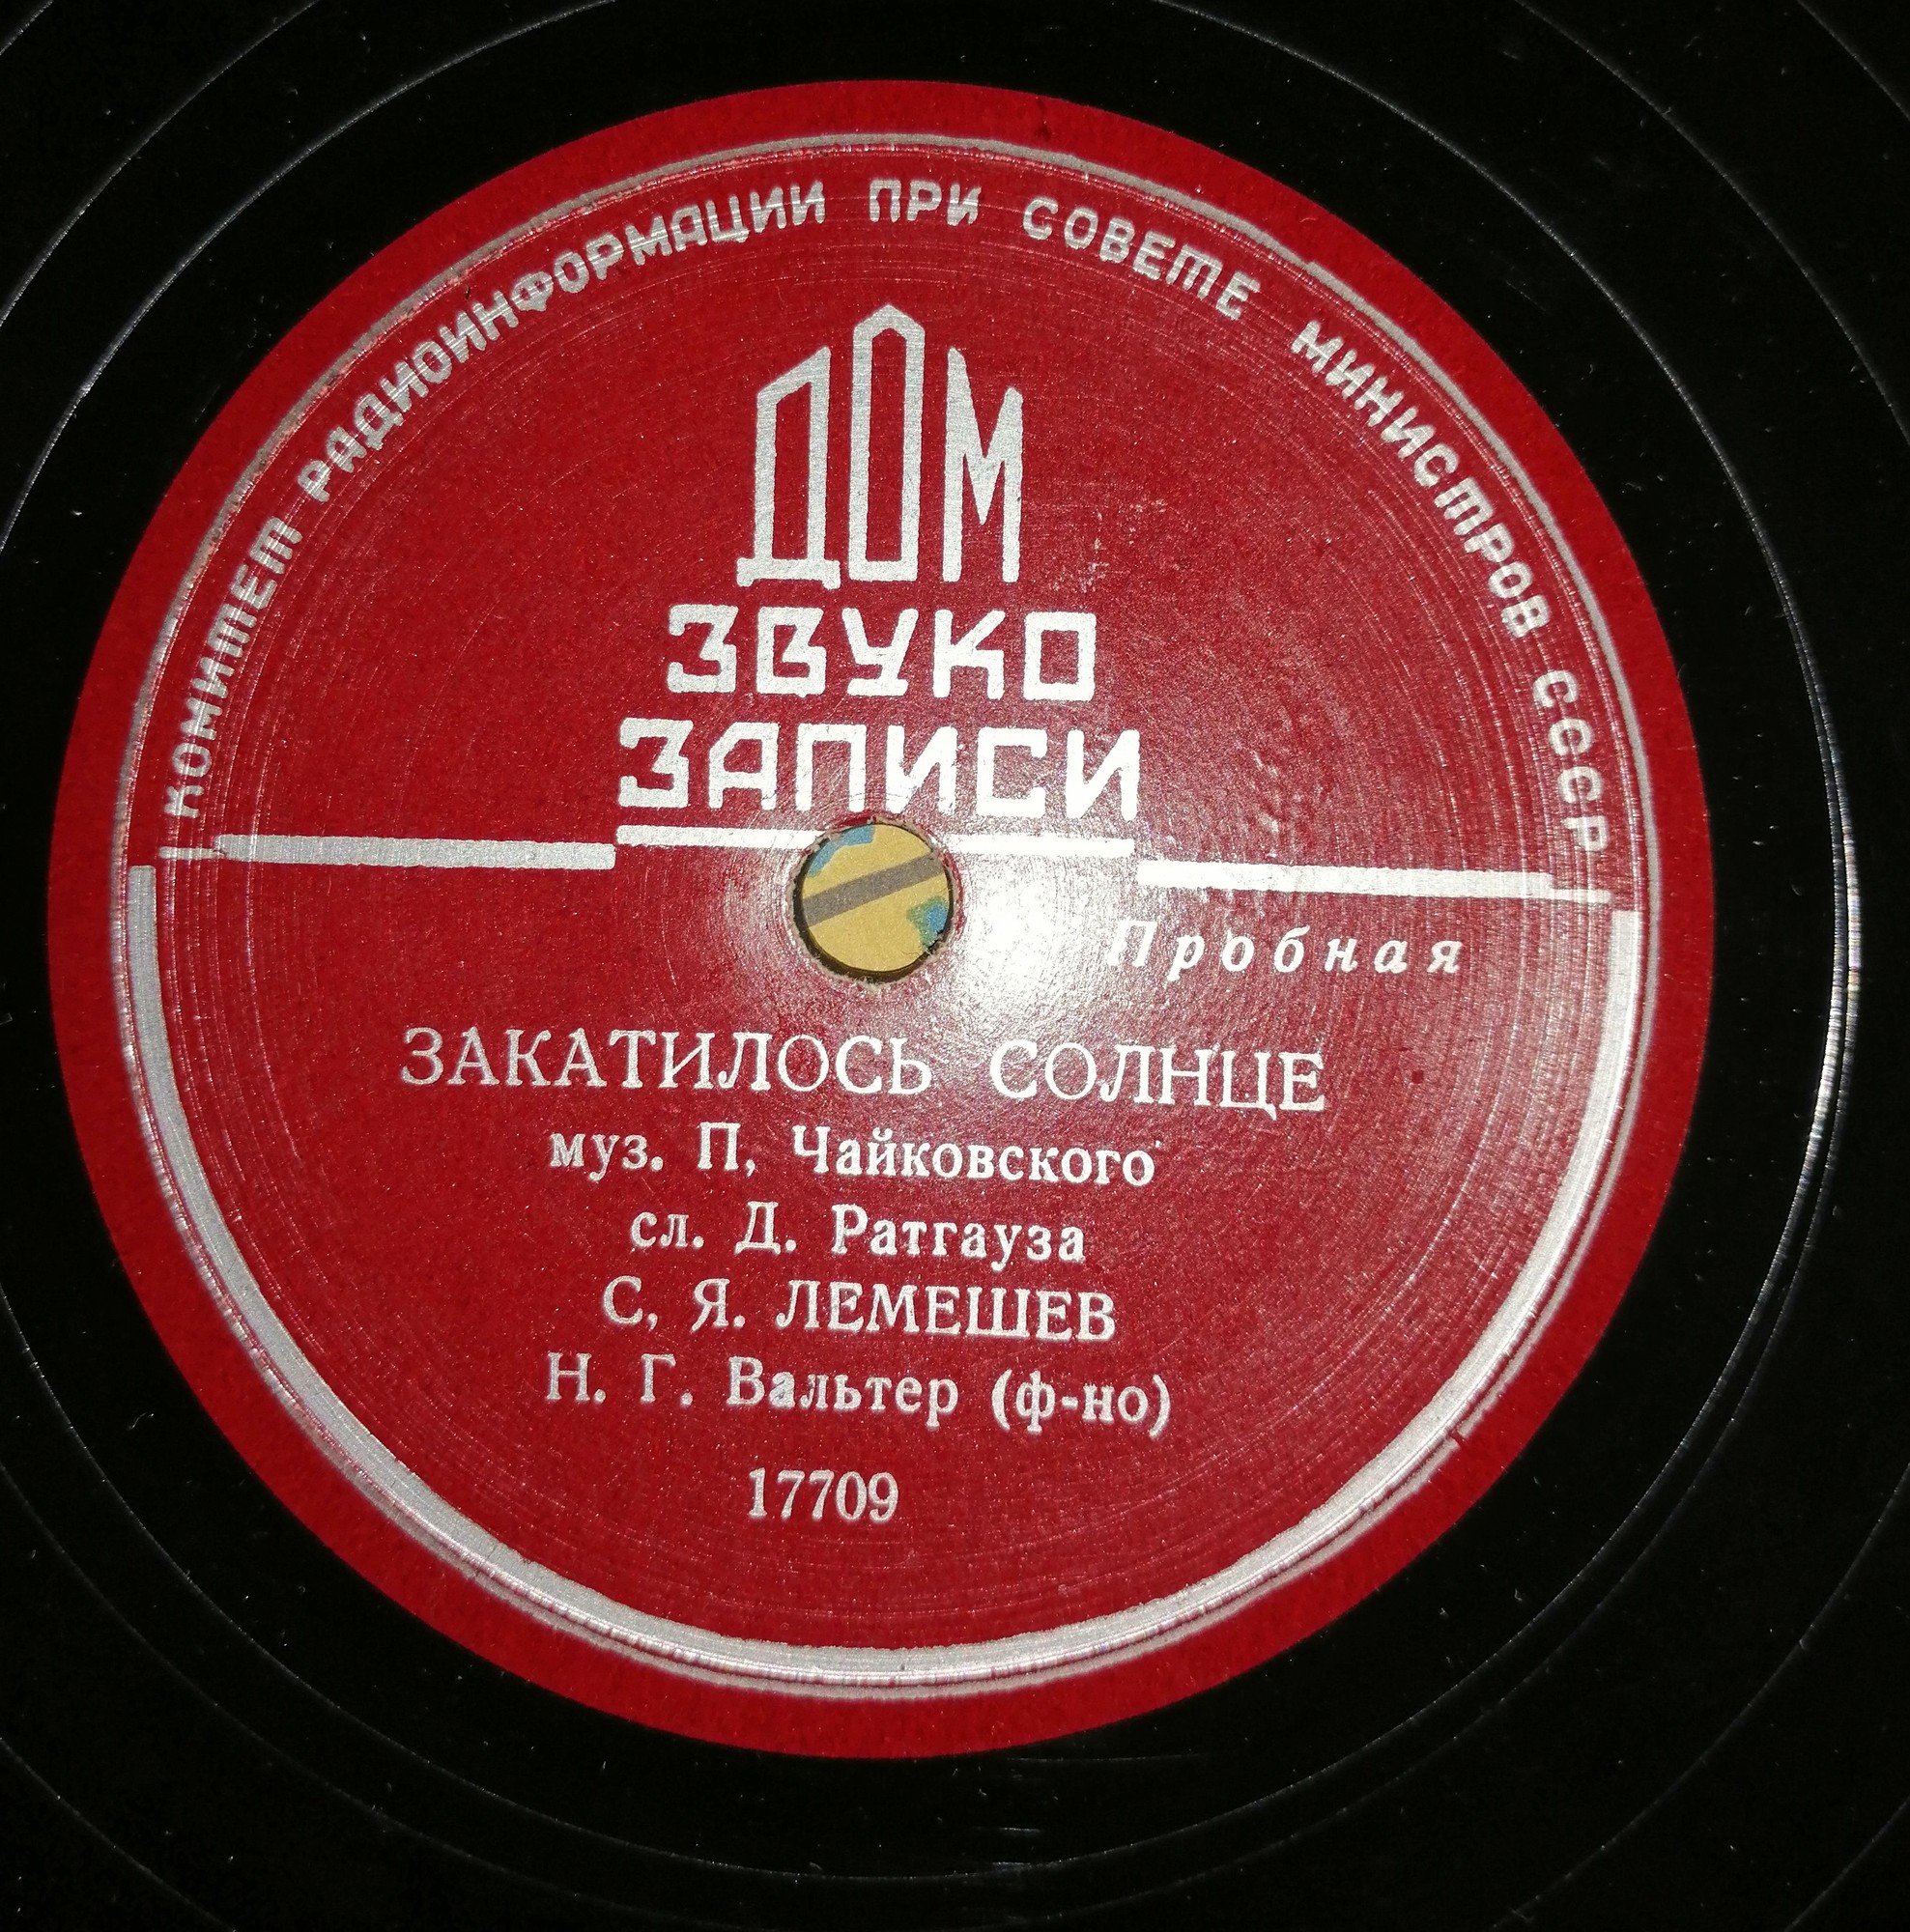 КОМИТЕТ РАДИОИНФОРМАЦИИ ПРИ СОВЕТЕ МИНИСТРОВ СССР
ДОМ
ЗВУКО
ЗАПИСИ
Пробная
ЗАКАТИЛОСЬ СОЛНЦЕ
муз. П. Чайковского
сл. Д. Ратгауза
С. Я. ЛЕМЕШЕВ
Н. Г. Вальтер (ф-но)
17709